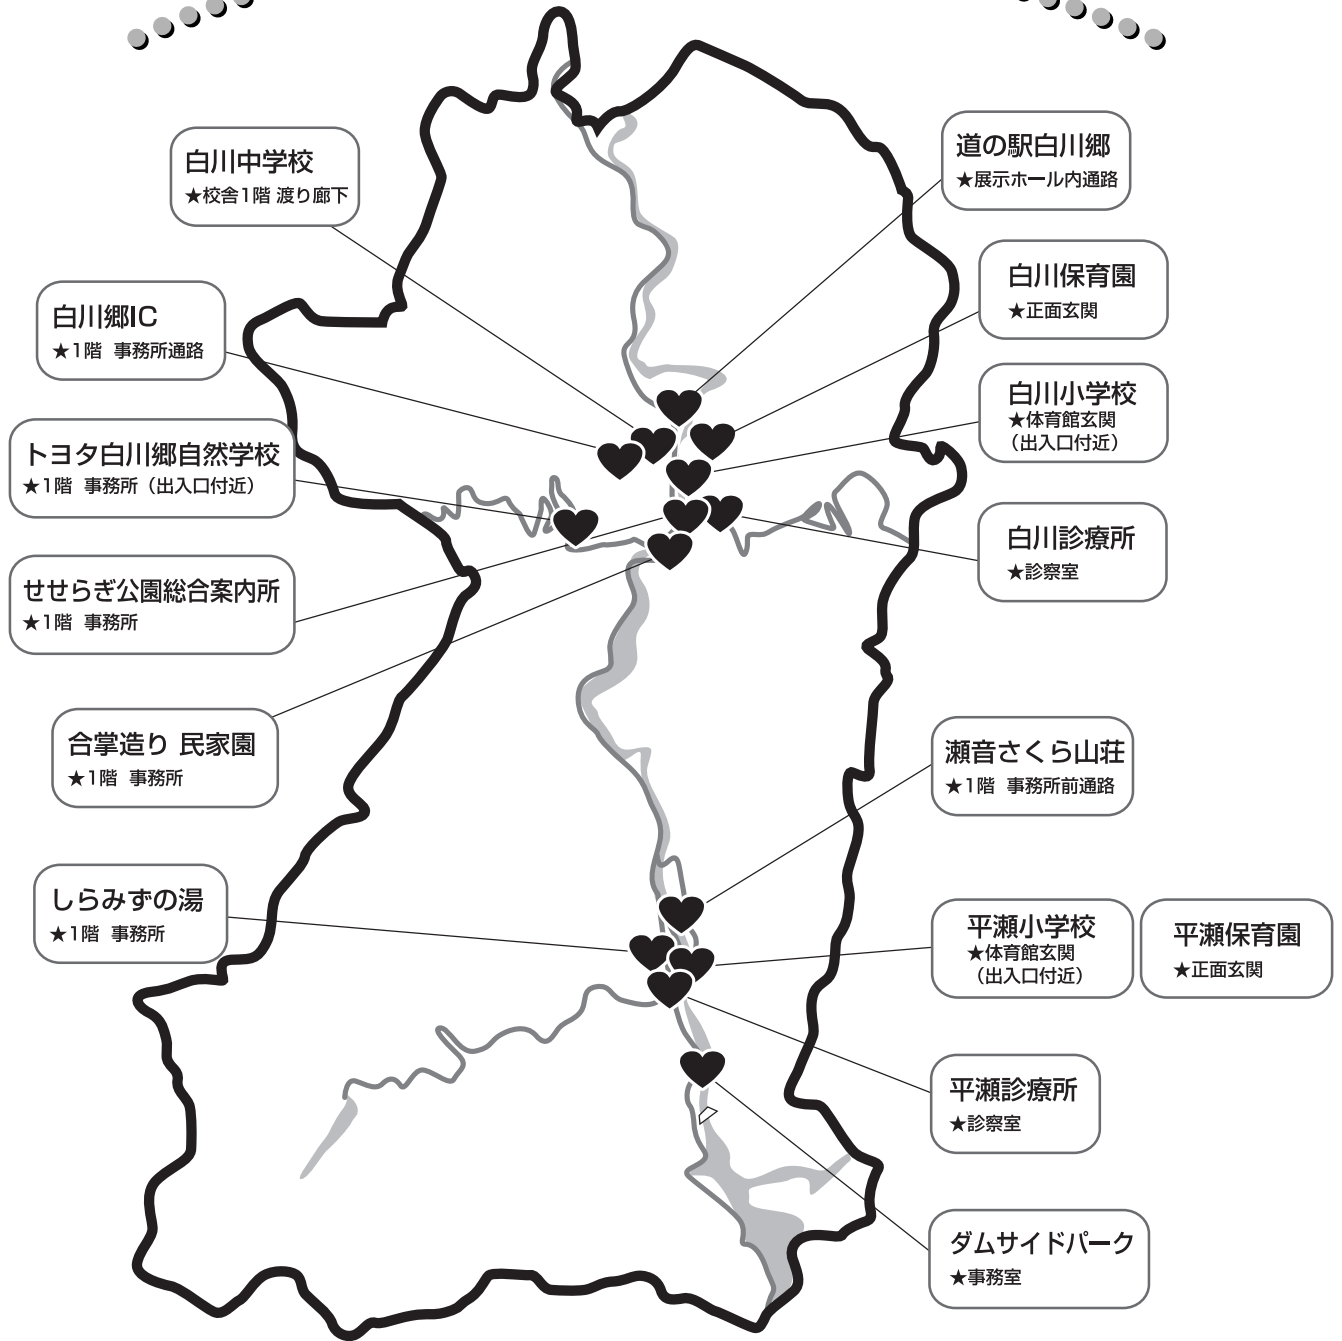 白川中学校
★校舎1階 渡り廊下
白川郷IC
★1階 事務所通路
トヨタ白川郷自然学校
★1階 事務所（出入口付近）
せせらぎ公園総合案内所
★1階 事務所
合掌造り 民家園
★1階 事務所
しらみずの湯
★1階 事務所
道の駅白川郷
★展示ホール内通路
白川保育園
★正面玄関
白川小学校
★体育館玄関
（出入口付近）
白川診療所
★診察室
瀬音さくら山荘
★1階 事務所前通路
平瀬小学校
★体育館玄関
（出入口付近）
平瀬保育園
★正面玄関
平瀬診療所
★診察室
ダムサイドパーク
★事務室